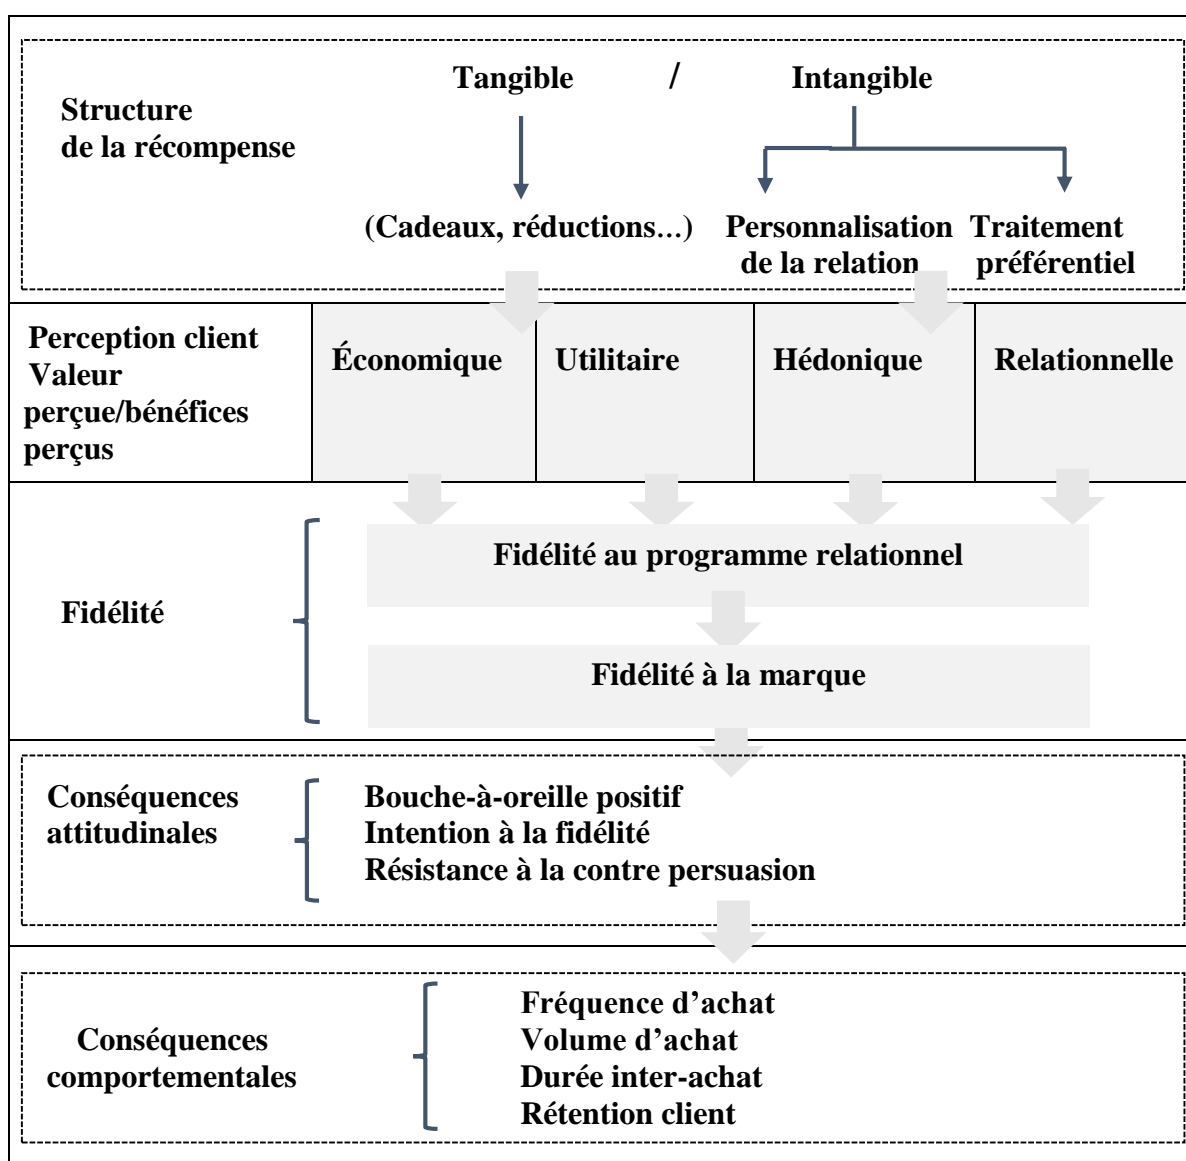 Tangible / Intangible
Structure
de la récompense
(Cadeaux, réductions...) Personnalisation Traitement
de la relation préférentiel
Perception client
Valeur
perçue/bénéfices
perçus
Économique Utilitaire Hédonique Relationnelle
Fidélité au programme relationnel
Fidélité
Fidélité à la marque
Conséquences
attitudinales
Bouche-à-oreille positif
Intention à la fidélité
Résistance à la contre persuasion
Conséquences
comportementales
Fréquence d’achat
Volume d’achat
Durée inter-achat
Rétention client